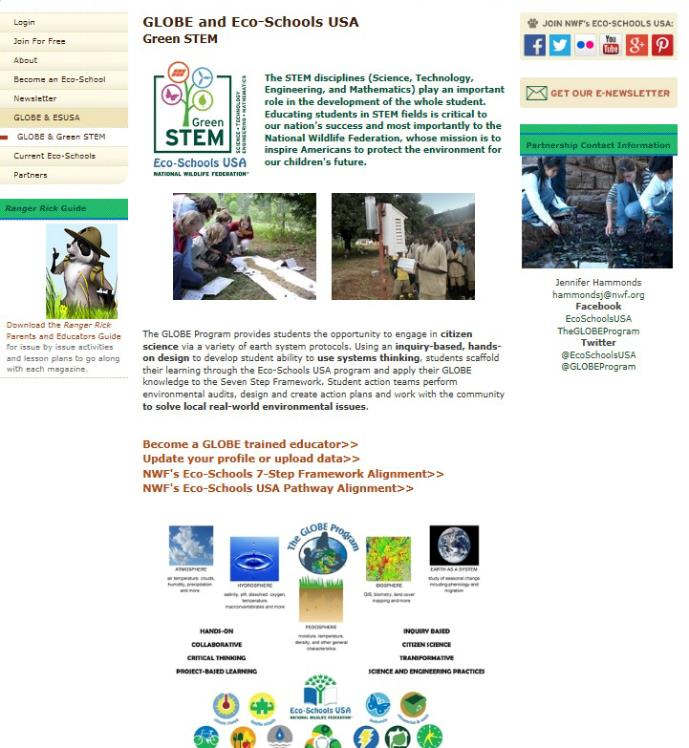 Login
Join For Free
About
Become an Eco-School
Newsletter
GLOBE & ESUSA
GLOBE & Green STEM
Current Eco-Schools
Partners
Ranger Rick Guide
Download the Ranger Rick
Parents and Educators Guide
for issue by issue activities
and lesson plans to go along
with each magazine.
GLOBE and Eco-Schools USA
Green STEM
Green
STEM
SCIENCE • TECHNOLOGY
ENGINEERING • MATHEMATICS
Eco-Schools USA
NATIONAL WILDLIFE FEDERATION®
The STEM disciplines (Science, Technology,
Engineering, and Mathematics) play an important
role in the development of the whole student.
Educating students in STEM fields is critical to
our nation's success and most importantly to the
National Wildlife Federation, whose mission is to
inspire Americans to protect the environment for
our children's future.
The GLOBE Program provides students the opportunity to engage in citizen
science via a variety of earth system protocols. Using an inquiry-based, hands-
on design to develop student ability to use systems thinking, students scaffold
their learning through the Eco-Schools USA program and apply their GLOBE
knowledge to the Seven Step Framework. Student action teams perform
environmental audits, design and create action plans and work with the community
to solve local real-world environmental issues.
Become a GLOBE trained educator>>
Update your profile or upload data>>
NWF's Eco-Schools 7-Step Framework Alignment>>
NWF's Eco-Schools USA Pathway Alignment>>
The GLOBE Program
ATMOSPHERE
air temperature, clouds,
humidity, precipitation
and more
HYDROSPHERE
salinity, pH, dissolved, oxygen,
temperature,
macroinvertebrates and more
PEDOSPHERE
moisture, temperature,
density, and other general
characteristics
BIOSPHERE
GIS, biometry, land cover
mapping and more
EARTH AS A SYSTEM
study of seasonal change
including phenology and
migration
HANDS-ON
COLLABORATIVE
CRITICAL THINKING
PROJECT-BASED LEARNING
INQUIRY BASED
CITIZEN SCIENCE
TRANSFORMATIVE
SCIENCE AND ENGINEERING PRACTICES
Eco-Schools USA
NATIONAL WILDLIFE FEDERATION®
JOIN NWF's ECO-SCHOOLS USA:
You
Tube
GET OUR E-NEWSLETTER
Partnership Contact Information
Jennifer Hammonds
hammondsj@nwf.org
Facebook
EcoSchoolsUSA
TheGLOBEProgram
Twitter
@EcoSchoolsUSA
@GLOBEProgram